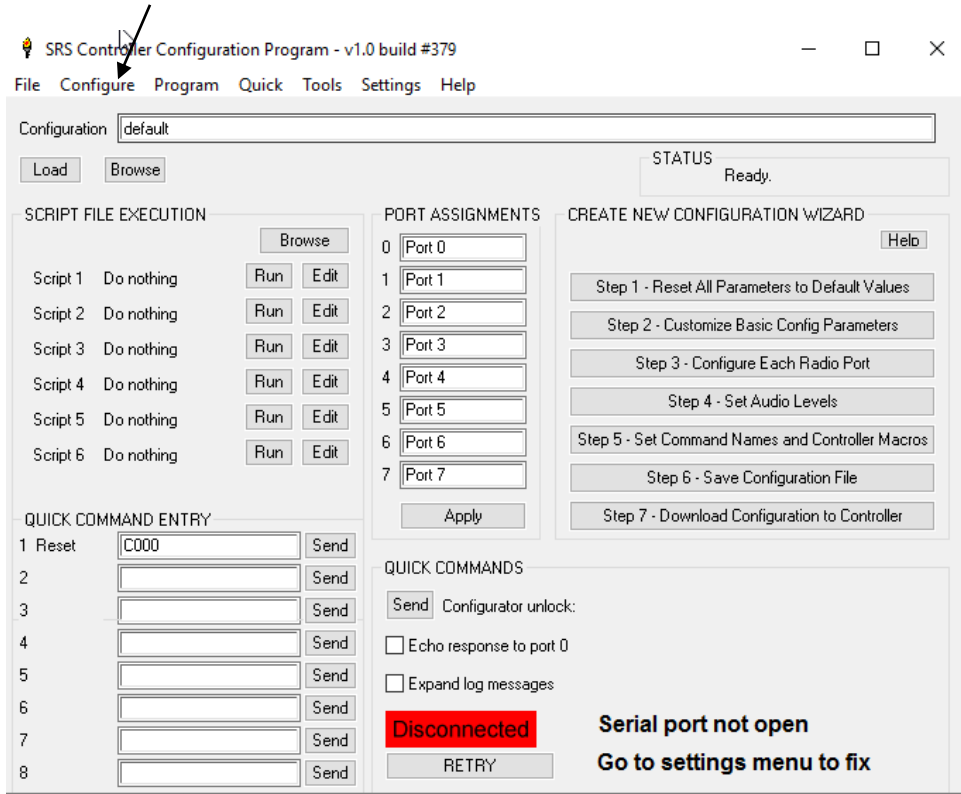 SRS Controller Configuration Program - v1.0 build #379
File Configure Program Quick Tools Settings Help
Configuration default
Load Browse
STATUS
Ready.
SCRIPT FILE EXECUTION
Browse
Script 1 Do nothing Run Edit
Script 2 Do nothing Run Edit
Script 3 Do nothing Run Edit
Script 4 Do nothing Run Edit
Script 5 Do nothing Run Edit
Script 6 Do nothing Run Edit
PORT ASSIGNMENTS
0 Port 0
1 Port 1
2 Port 2
3 Port 3
4 Port 4
5 Port 5
6 Port 6
7 Port 7
Apply
CREATE NEW CONFIGURATION WIZARD
Help
Step 1 - Reset All Parameters to Default Values
Step 2 - Customize Basic Config Parameters
Step 3 - Configure Each Radio Port
Step 4 - Set Audio Levels
Step 5 - Set Command Names and Controller Macros
Step 6 - Save Configuration File
Step 7 - Download Configuration to Controller
QUICK COMMAND ENTRY
1 Reset C000 Send
2 Send
3 Send
4 Send
5 Send
6 Send
7 Send
8 Send
QUICK COMMANDS
Send Configurator unlock:
Echo response to port 0
Expand log messages
Disconnected
RETRY
Serial port not open
Go to settings menu to fix